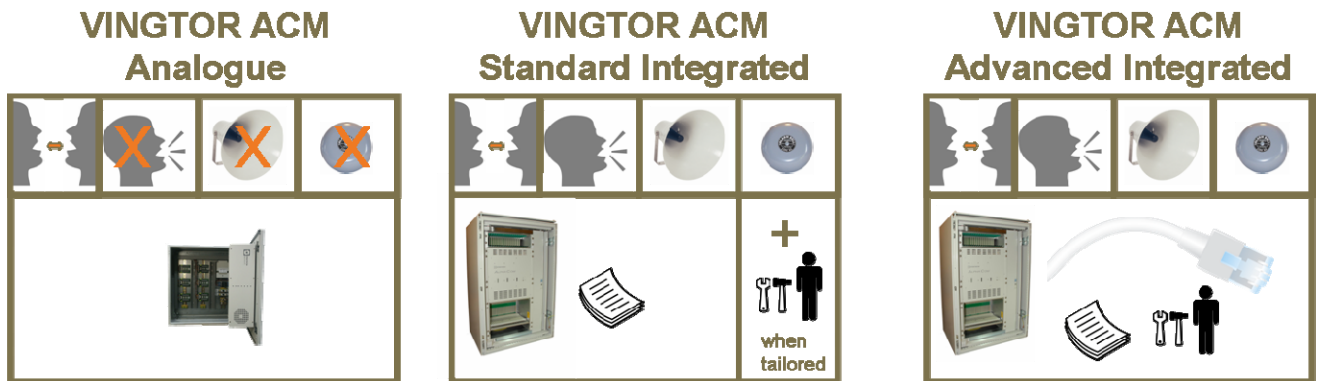 VINGTOR ACM
Analogue
VINGTOR ACM
Standard Integrated
VINGTOR ACM
Advanced Integrated
X
X
X
+
when
tailored